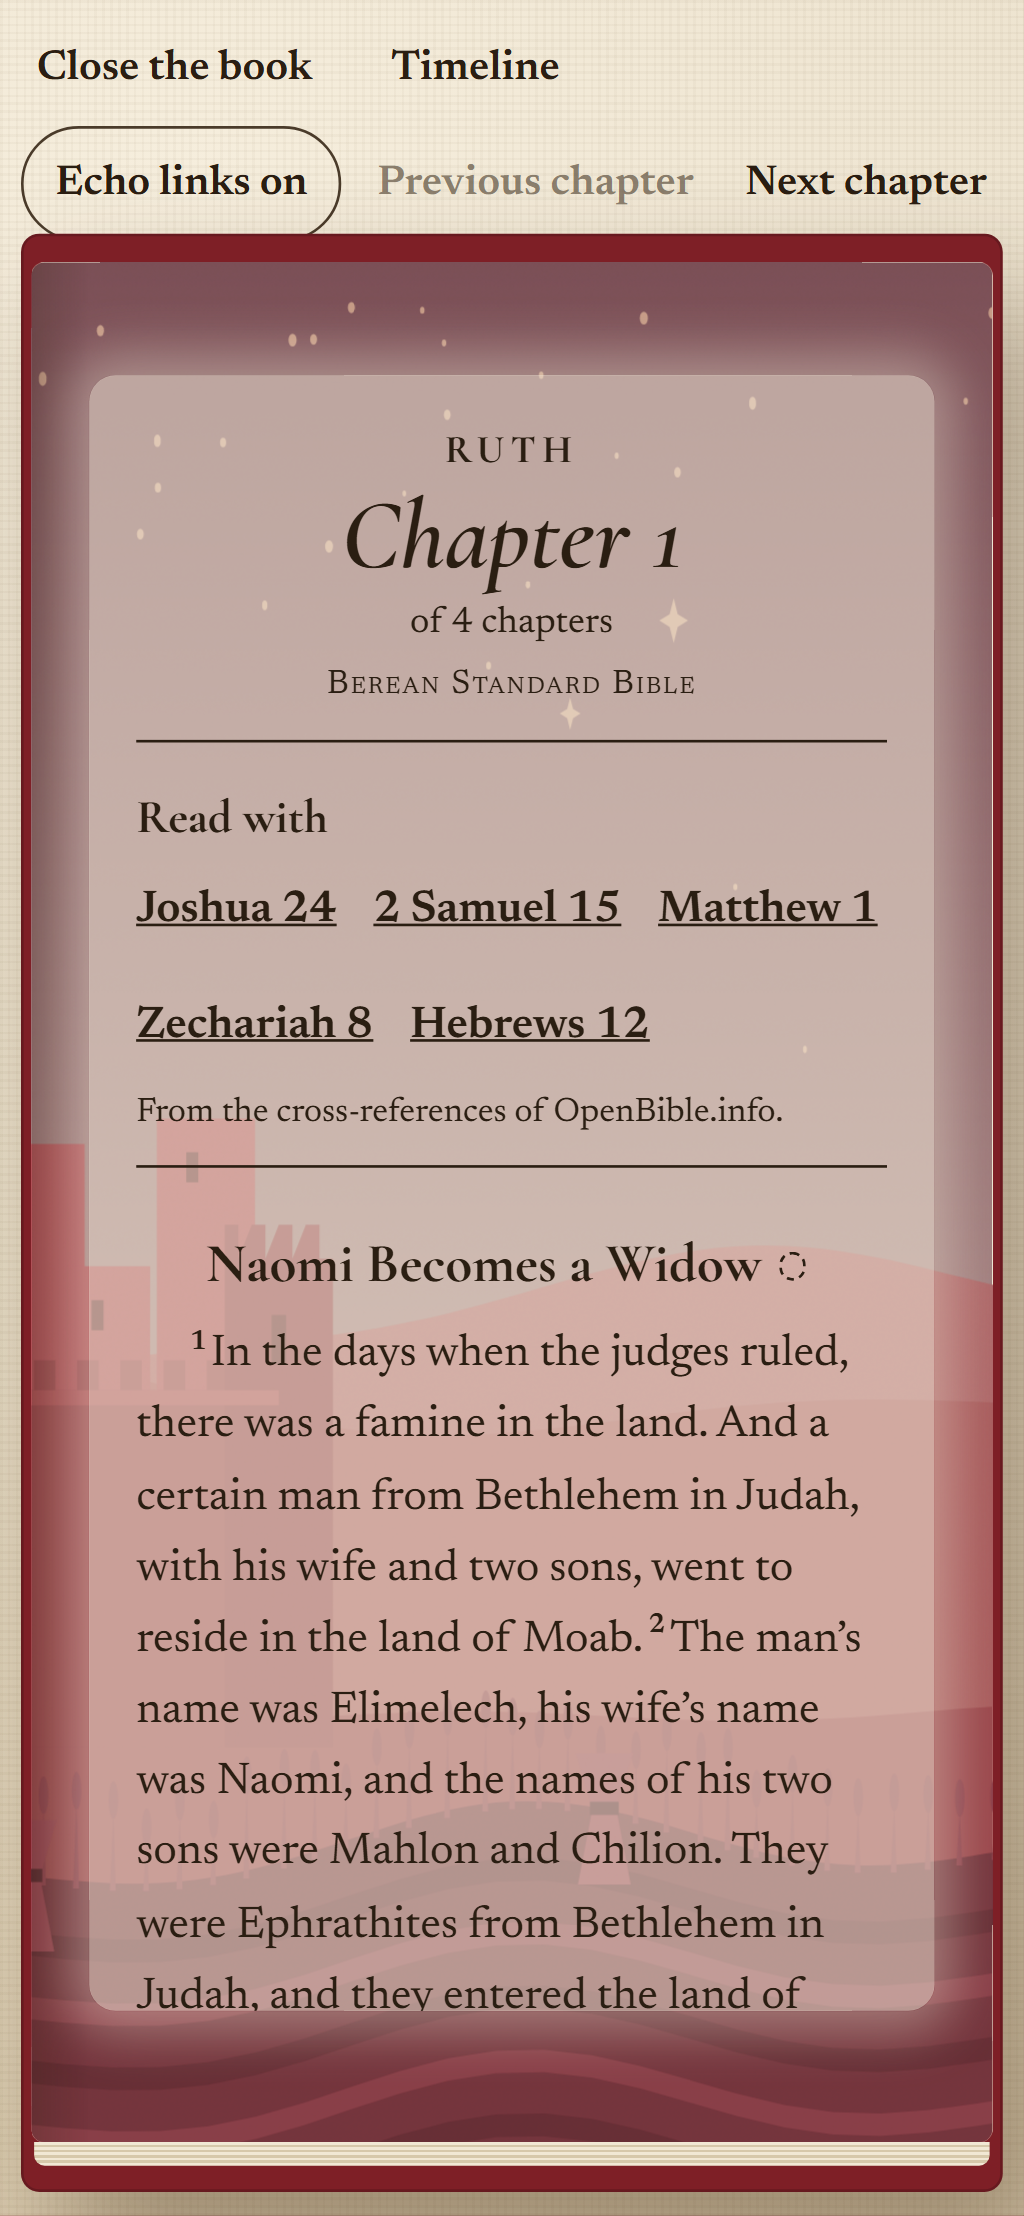 Close the book Timeline
Echo links on Previous chapter Next chapter
RUTH
Chapter 1
of 4 chapters
Berean Standard Bible
Read with
Joshua 24 2 Samuel 15 Matthew 1
Zechariah 8 Hebrews 12
From the cross-references of OpenBible.info.
Naomi Becomes a Widow
1 In the days when the judges ruled,
there was a famine in the land. And a
certain man from Bethlehem in Judah,
with his wife and two sons, went to
reside in the land of Moab. 2 The man’s
name was Elimelech, his wife’s name
was Naomi, and the names of his two
sons were Mahlon and Chilion. They
were Ephrathites from Bethlehem in
Judah, and they entered the land of